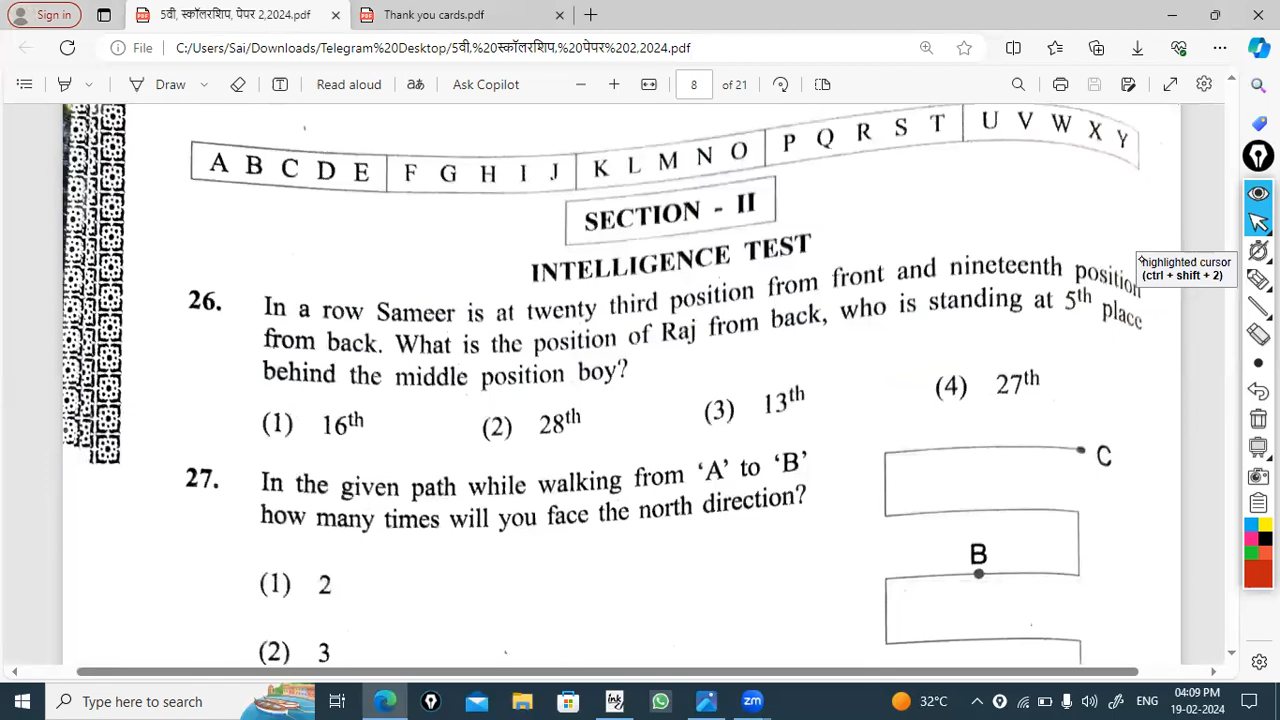 Sign in
5वी, स्कॉलरशिप, पेपर 2,2024.pdf
Thank you cards.pdf
File
C:/Users/Sai/Downloads/Telegram%20Desktop/5वी,%20स्कॉलरशिप,%20पेपर%202,2024.pdf
Draw
Read aloud
aあ
Ask Copilot
8
of 21
A B C D E F G H I J K L M N O P Q R S T U V W X Y
SECTION - II
INTELLIGENCE TEST
highlighted cursor
(ctrl + shift + 2)
26. In a row Sameer is at twenty third position from front and nineteenth position
from back. What is the position of Raj from back, who is standing at 5th place
behind the middle position boy?
(1) 16th (2) 28th (3) 13th (4) 27th
27. In the given path while walking from ‘A’ to ‘B’
how many times will you face the north direction?
C
B
(1) 2
(2) 3
Type here to search
ink
zm
32°C
ENG
04:09 PM
19-02-2024